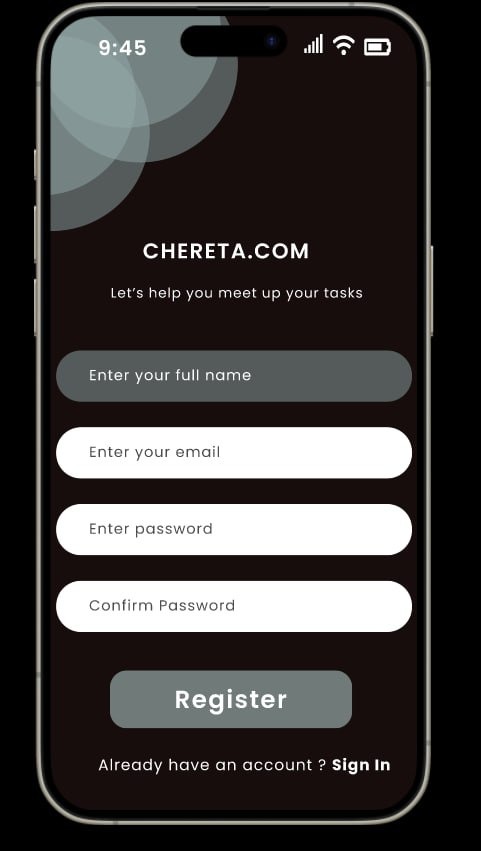 9:45
CHERETA.COM
Let's help you meet up your tasks
Enter your full name
Enter your email
Enter password
Confirm Password
Register
Already have an account ? Sign In